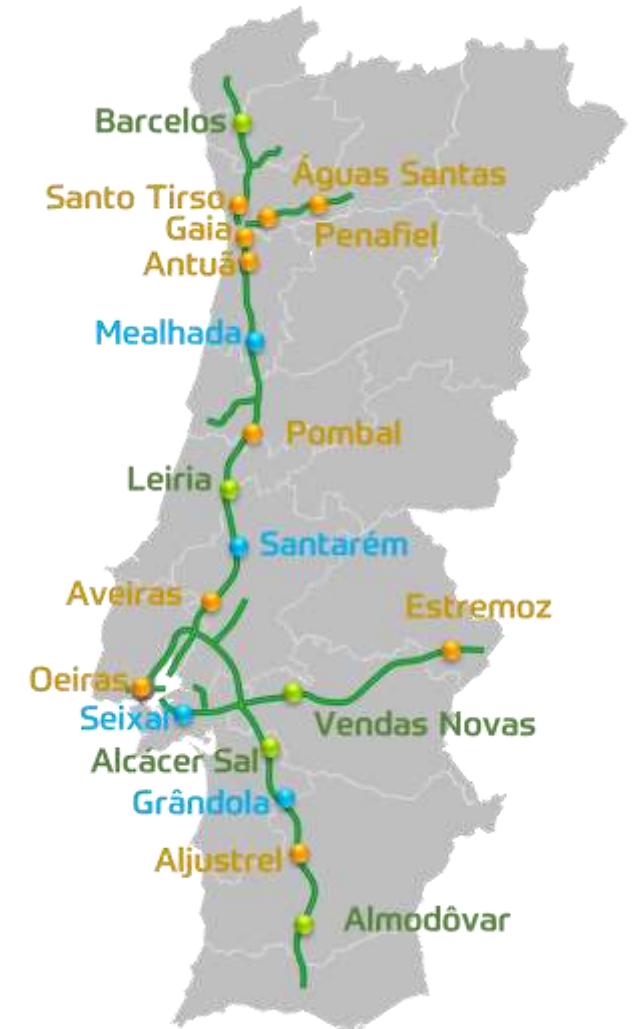 Barcelos
Águas Santas
Santo Tirso
Gaia
Penafiel
Antuã
Mealhada
Pombal
Leiria
Santarém
Aveiras
Estremoz
Oeiras
Seixal
Vendas Novas
Alcácer Sal
Grândola
Aljustrel
Almodôvar